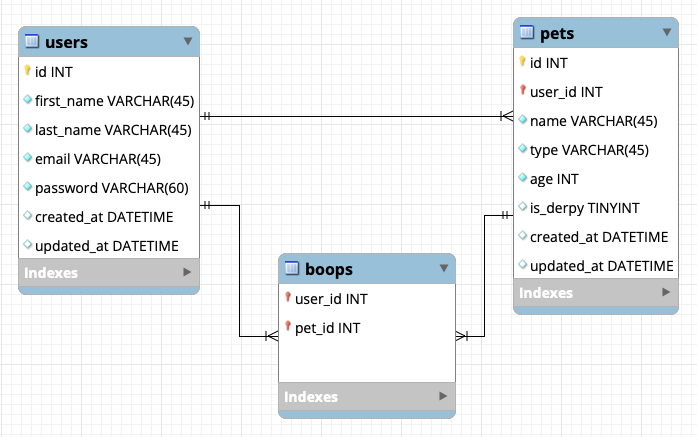 users
id INT
first_name VARCHAR(45)
last_name VARCHAR(45)
email VARCHAR(45)
password VARCHAR(60)
created_at DATETIME
updated_at DATETIME
Indexes
pets
id INT
user_id INT
name VARCHAR(45)
type VARCHAR(45)
age INT
is_derpy TINYINT
created_at DATETIME
updated_at DATETIME
Indexes
boops
user_id INT
pet_id INT
Indexes